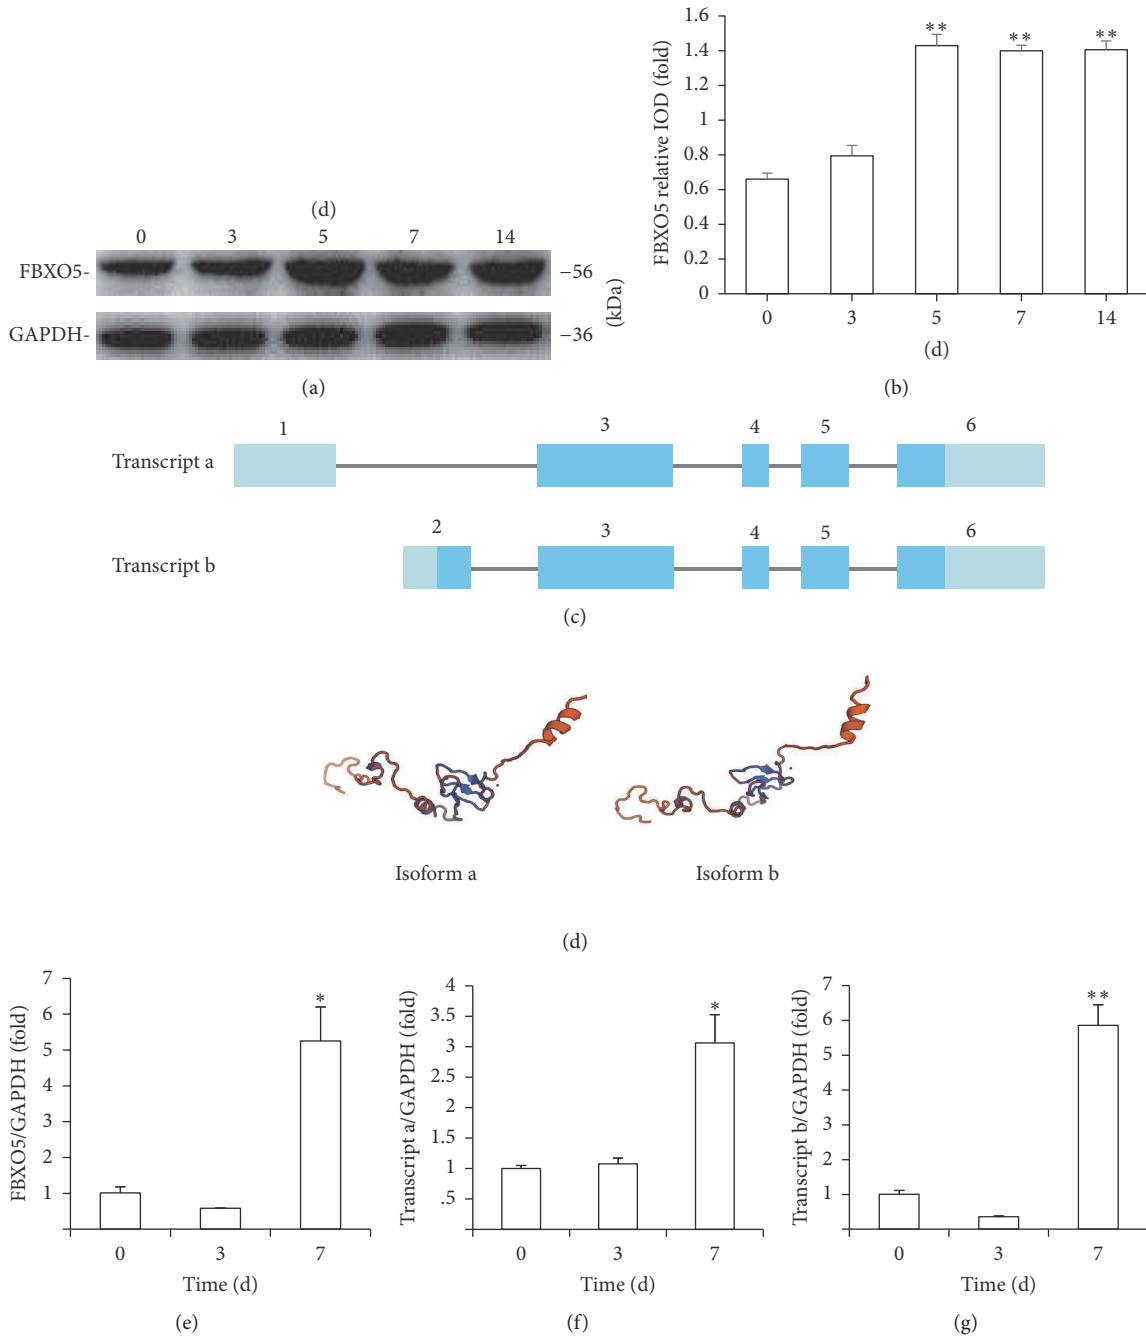 (d)
0 3 5 7 14
FBXO5- -56
GAPDH- -36
(kDa)
(a)
FBXO5 relative IOD (fold)
1.6
1.4
1.2
1
0.8
0.6
0.4
0.2
0
** ** **
0 3 5 7 14
(d)
(b)
1 3 4 5 6
Transcript a
2 3 4 5 6
Transcript b
(c)
Isoform a Isoform b
(d)
FBXO5/GAPDH (fold)
7
6
5
4
3
2
1
*
0 3 7
Time (d)
(e)
Transcript a/GAPDH (fold)
4
3.5
3
2.5
2
1.5
1
.5
*
0 3 7
Time (d)
(f)
Transcript b/GAPDH (fold)
7
6
5
4
3
2
1
**
0 3 7
Time (d)
(g)